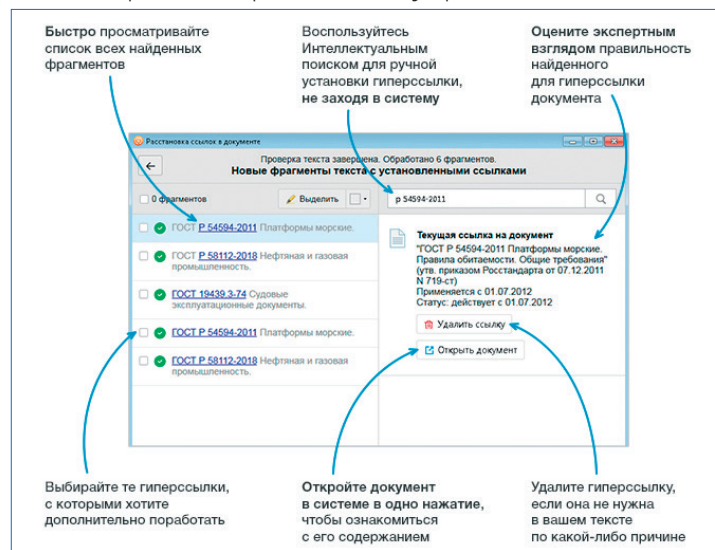 Быстро просматривайте
список всех найденных
фрагментов
Воспользуйтесь
Интеллектуальным
поиском для ручной
установки гиперссылки,
не заходя в систему
Оцените экспертным
взглядом правильность
найденного
для гиперссылки
документа
Расстановка ссылок в документе
Проверка текста завершена. Обработано 6 фрагментов.
Новые фрагменты текста с установленными ссылками
0 фрагментов
Выделить
р 54594-2011
ГОСТ Р 54594-2011 Платформы морские.
ГОСТ Р 58112-2018 Нефтяная и газовая
промышленность.
ГОСТ 19439.3-74 Судовые
эксплуатационные документы.
ГОСТ Р 54594-2011 Платформы морские.
ГОСТ Р 58112-2018 Нефтяная и газовая
промышленность.
Текущая ссылка на документ
"ГОСТ Р 54594-2011 Платформы морские.
Правила обитаемости. Общие требования"
(утв. приказом Росстандарта от 07.12.2011
N 719-ст)
Применяется с 01.07.2012
Статус: действует с 01.07.2012
Удалить ссылку
Открыть документ
Выбирайте те гиперссылки,
с которыми хотите
дополнительно поработать
Откройте документ
в системе в одно нажатие,
чтобы ознакомиться
с его содержанием
Удалите гиперссылку,
если она не нужна
в вашем тексте
по какой-либо причине